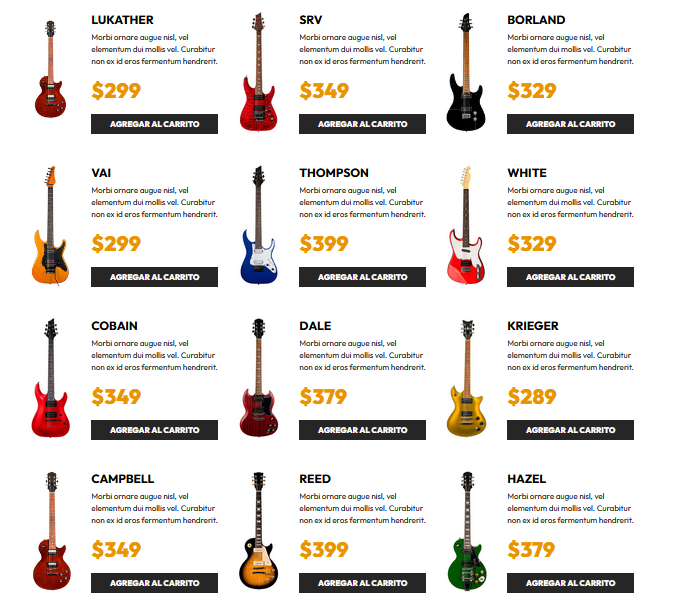 LUKATHER
Morbi ornare augue nisl, vel
elementum dui mollis vel. Curabitur
non ex id eros fermentum hendrerit.
$299
AGREGAR AL CARRITO
SRV
Morbi ornare augue nisl, vel
elementum dui mollis vel. Curabitur
non ex id eros fermentum hendrerit.
$349
AGREGAR AL CARRITO
BORLAND
Morbi ornare augue nisl, vel
elementum dui mollis vel. Curabitur
non ex id eros fermentum hendrerit.
$329
AGREGAR AL CARRITO
VAI
Morbi ornare augue nisl, vel
elementum dui mollis vel. Curabitur
non ex id eros fermentum hendrerit.
$299
AGREGAR AL CARRITO
THOMPSON
Morbi ornare augue nisl, vel
elementum dui mollis vel. Curabitur
non ex id eros fermentum hendrerit.
$399
AGREGAR AL CARRITO
WHITE
Morbi ornare augue nisl, vel
elementum dui mollis vel. Curabitur
non ex id eros fermentum hendrerit.
$329
AGREGAR AL CARRITO
COBAIN
Morbi ornare augue nisl, vel
elementum dui mollis vel. Curabitur
non ex id eros fermentum hendrerit.
$349
AGREGAR AL CARRITO
DALE
Morbi ornare augue nisl, vel
elementum dui mollis vel. Curabitur
non ex id eros fermentum hendrerit.
$379
AGREGAR AL CARRITO
KRIEGER
Morbi ornare augue nisl, vel
elementum dui mollis vel. Curabitur
non ex id eros fermentum hendrerit.
$289
AGREGAR AL CARRITO
CAMPBELL
Morbi ornare augue nisl, vel
elementum dui mollis vel. Curabitur
non ex id eros fermentum hendrerit.
$349
AGREGAR AL CARRITO
REED
Morbi ornare augue nisl, vel
elementum dui mollis vel. Curabitur
non ex id eros fermentum hendrerit.
$399
AGREGAR AL CARRITO
HAZEL
Morbi ornare augue nisl, vel
elementum dui mollis vel. Curabitur
non ex id eros fermentum hendrerit.
$379
AGREGAR AL CARRITO